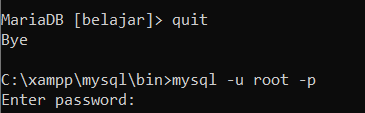 MariaDB [belajar]> quit
Bye
C:\xampp\mysql\bin>mysql -u root -p
Enter password: